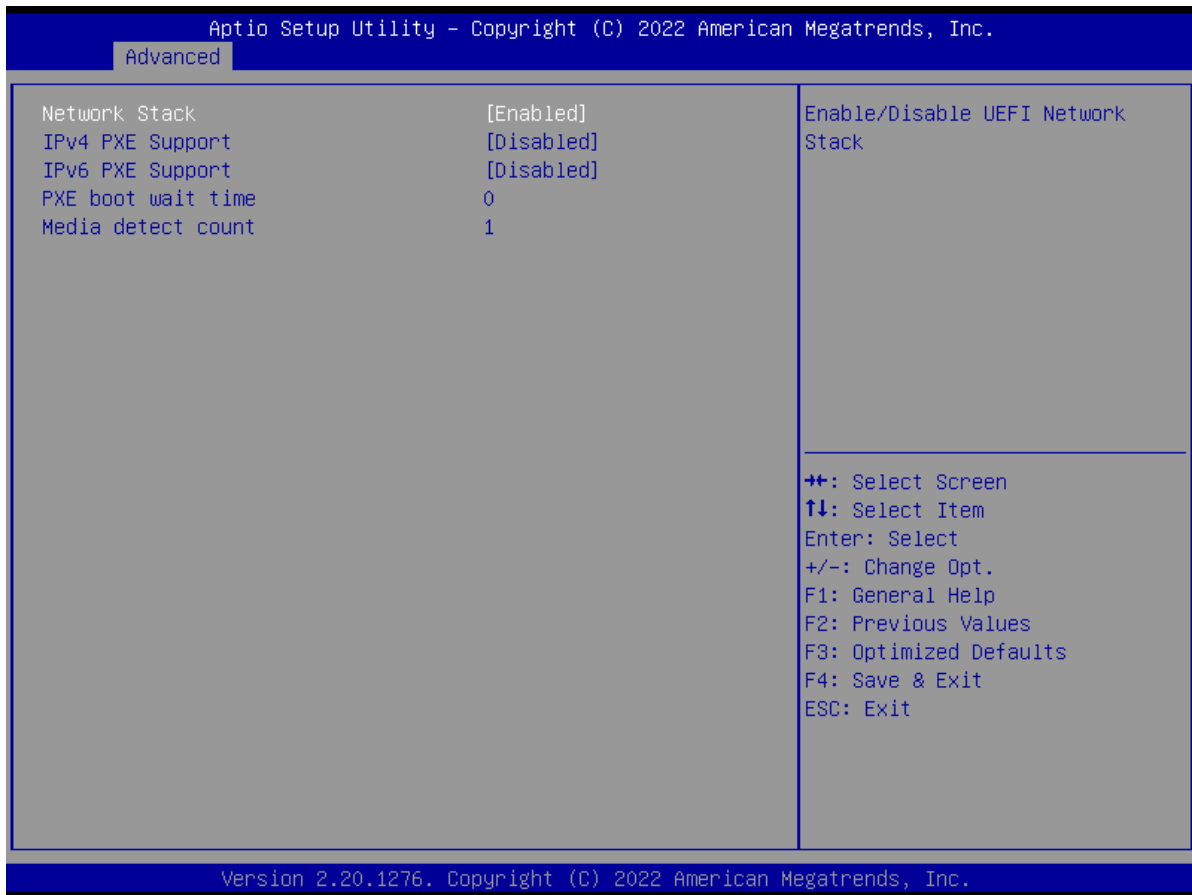 Aptio Setup Utility – Copyright (C) 2022 American Megatrends, Inc.
Advanced
Network Stack [Enabled]
IPv4 PXE Support [Disabled]
IPv6 PXE Support [Disabled]
PXE boot wait time 0
Media detect count 1
Enable/Disable UEFI Network
Stack
→←: Select Screen
↑↓: Select Item
Enter: Select
+/-: Change Opt.
F1: General Help
F2: Previous Values
F3: Optimized Defaults
F4: Save & Exit
ESC: Exit
Version 2.20.1276. Copyright (C) 2022 American Megatrends, Inc.